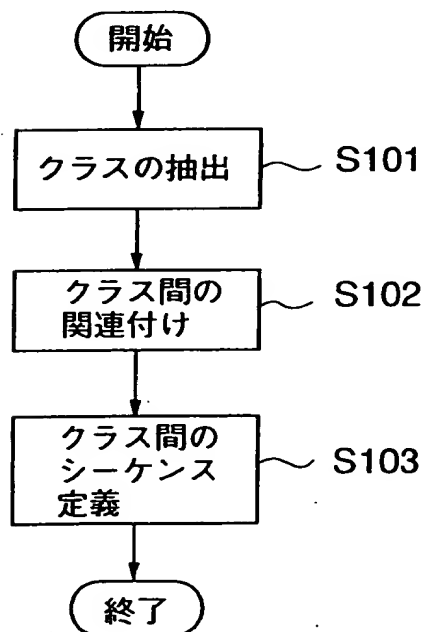 開始
クラスの抽出
S101
クラス間の
関連付け
S102
クラス間の
シーケンス
定義
S103
終了